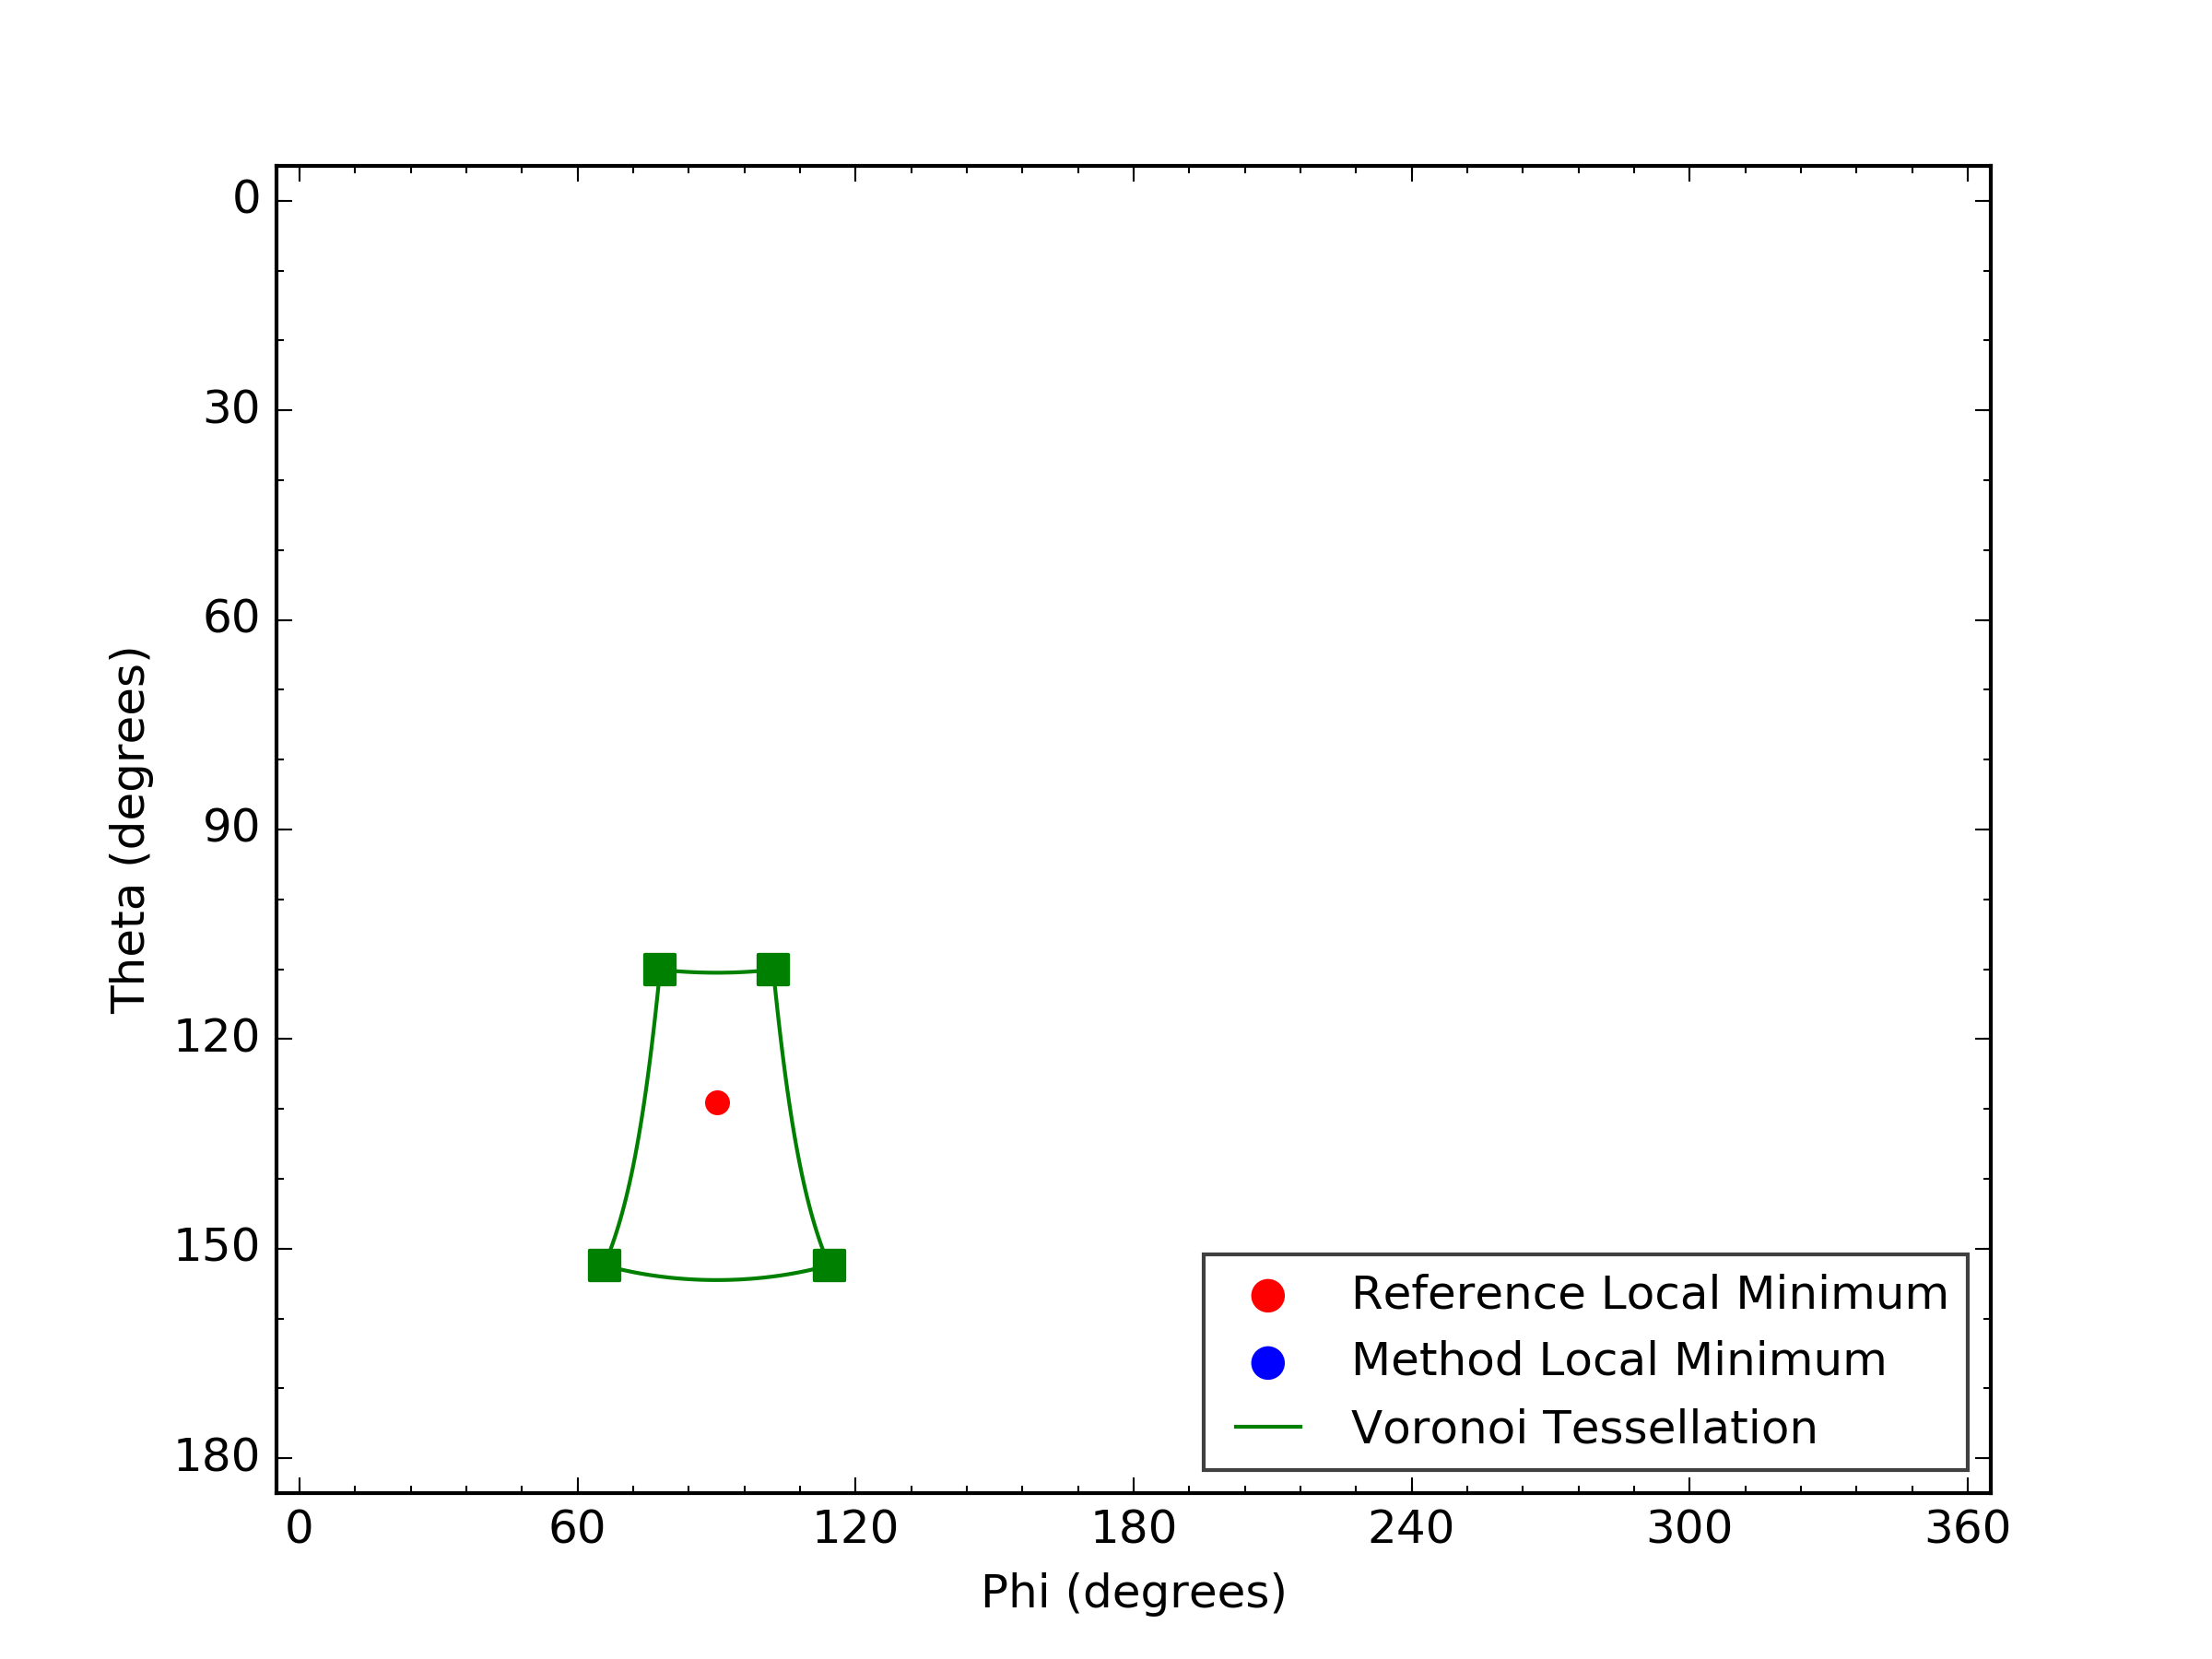 0
30
60
90
120
150
180
Theta (degrees)
Reference Local Minimum
Method Local Minimum
Voronoi Tessellation
0 60 120 180 240 300 360
Phi (degrees)